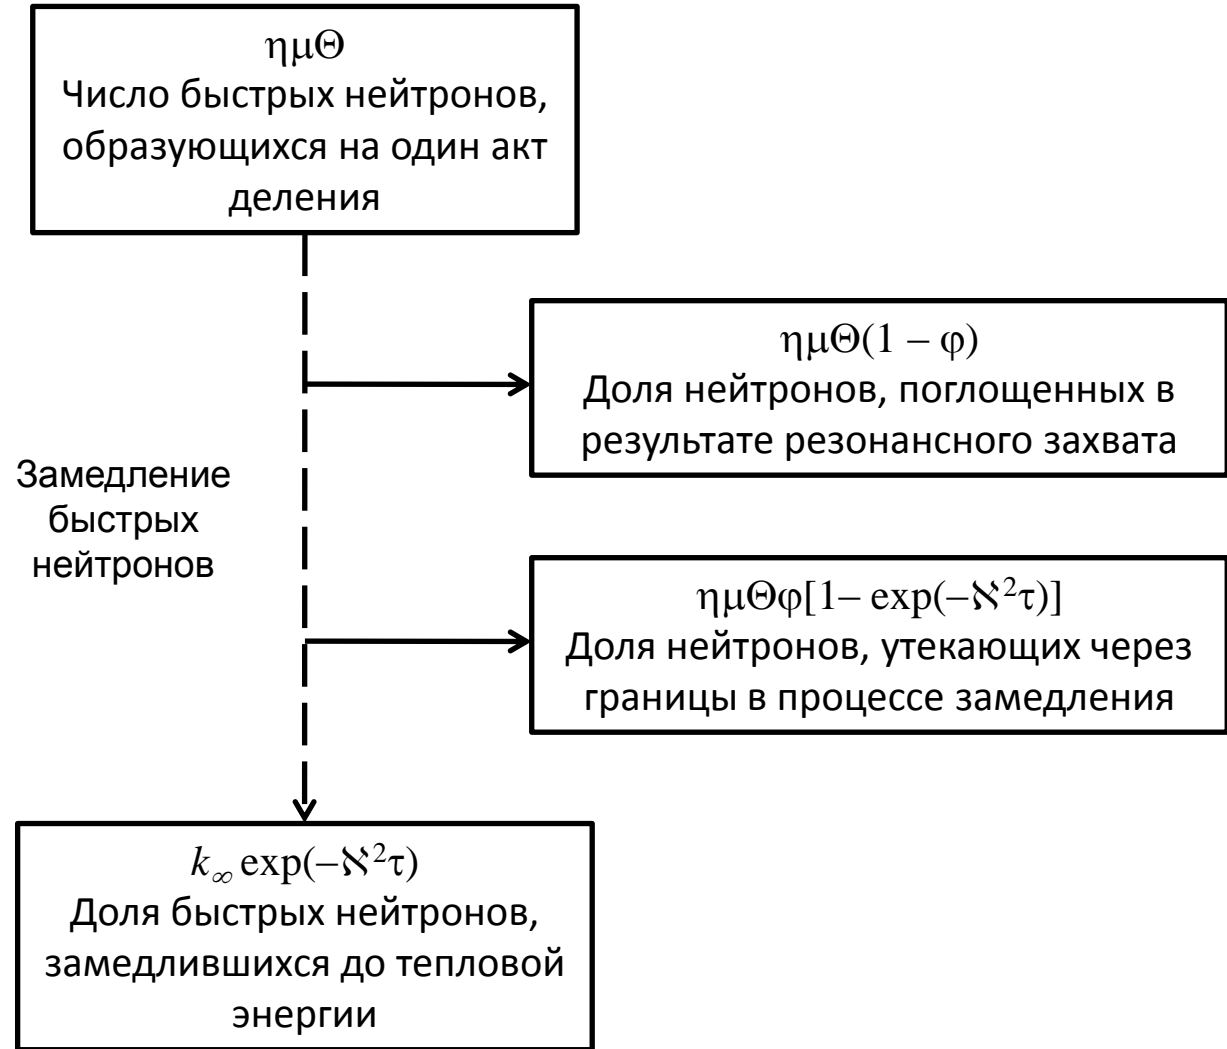 ημΘ
Число быстрых нейтронов,
образующихся на один акт
деления
ημΘ(1 – φ)
Доля нейтронов, поглощенных в
результате резонансного захвата
Замедление
быстрых
нейтронов
ημΘφ[1– exp(–ℵ²τ)]
Доля нейтронов, утекающих через
границы в процессе замедления
k∞ exp(–ℵ²τ)
Доля быстрых нейтронов,
замедлившихся до тепловой
энергии